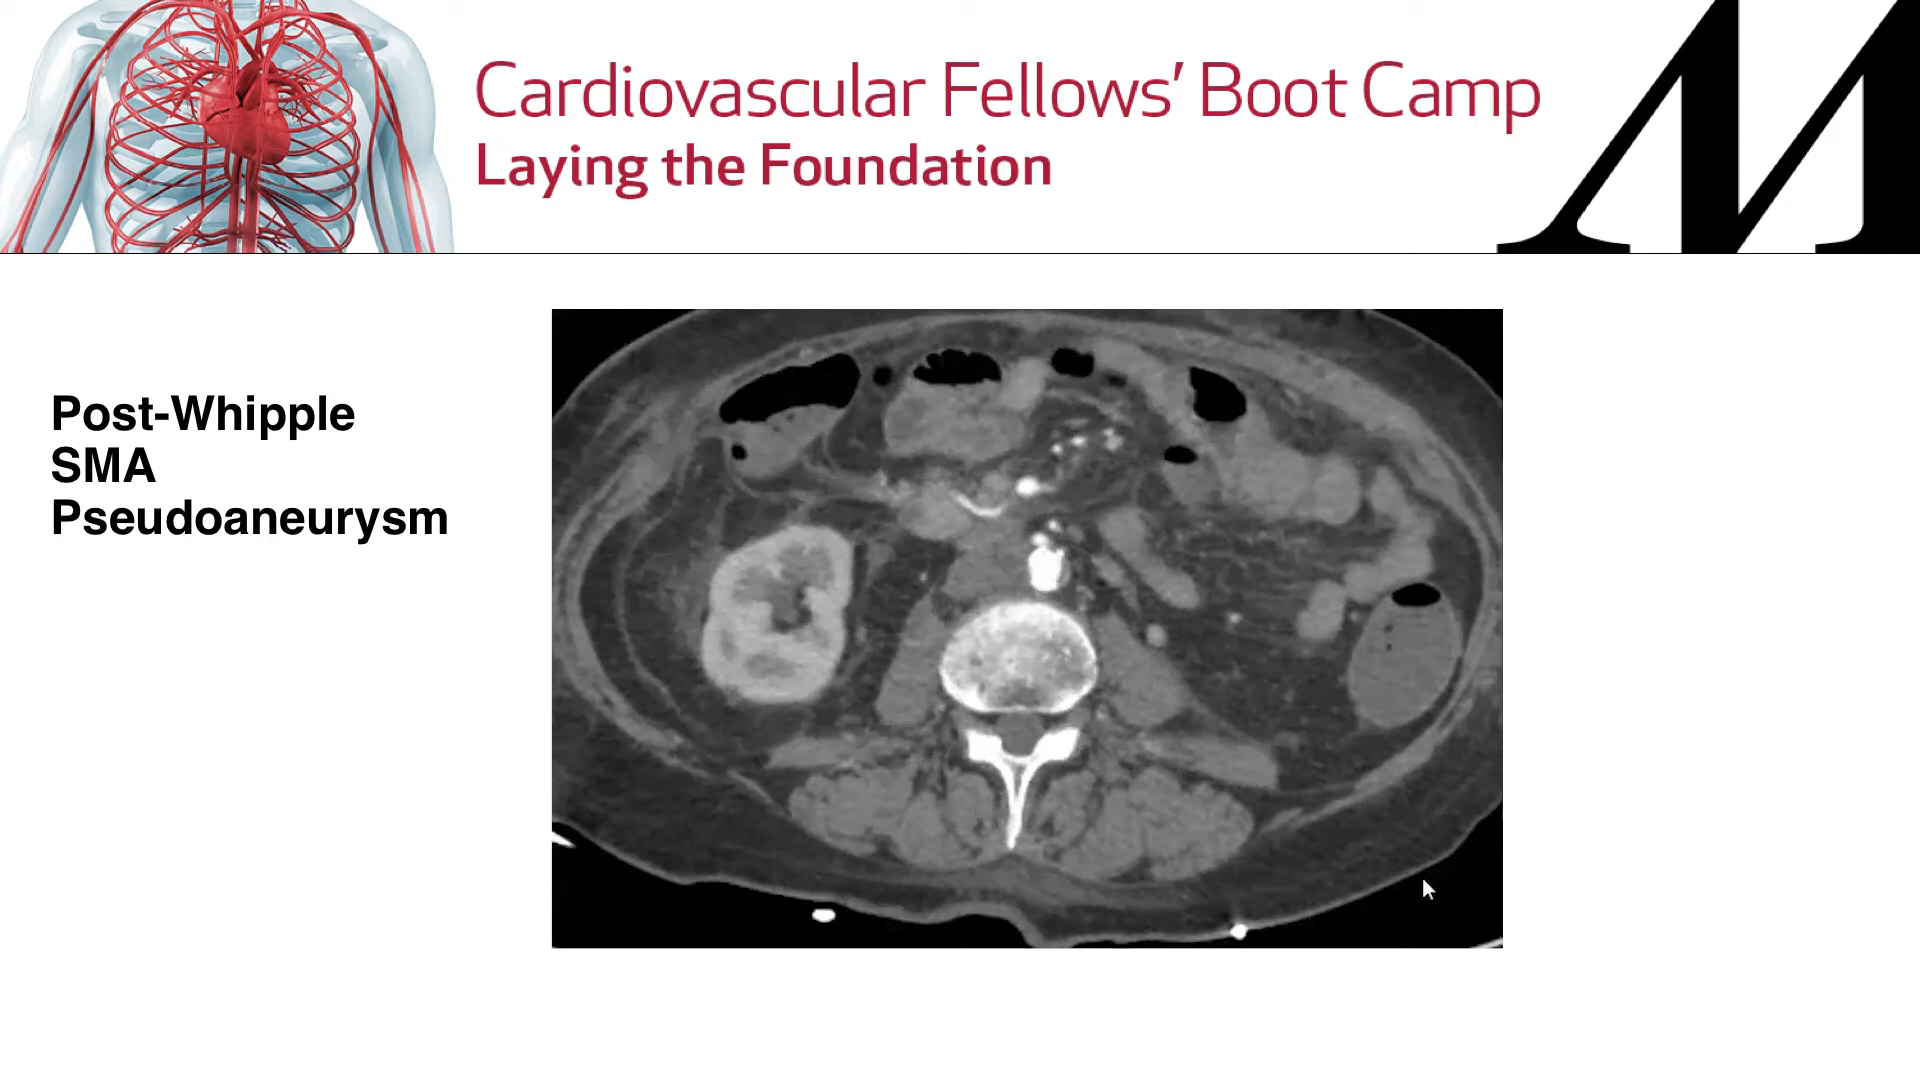 Cardiovascular Fellows’ Boot Camp
Laying the Foundation
M
Post-Whipple
SMA
Pseudoaneurysm